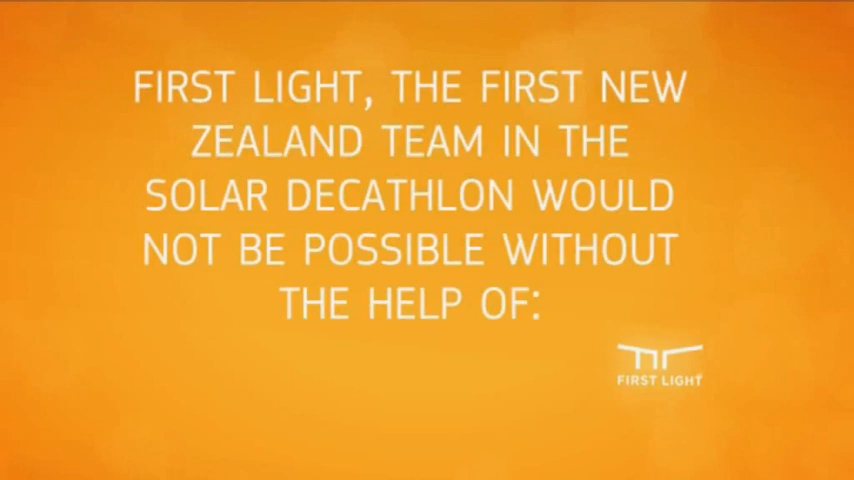 FIRST LIGHT, THE FIRST NEW
ZEALAND TEAM IN THE
SOLAR DECATHLON WOULD
NOT BE POSSIBLE WITHOUT
THE HELP OF:
FIRST LIGHT